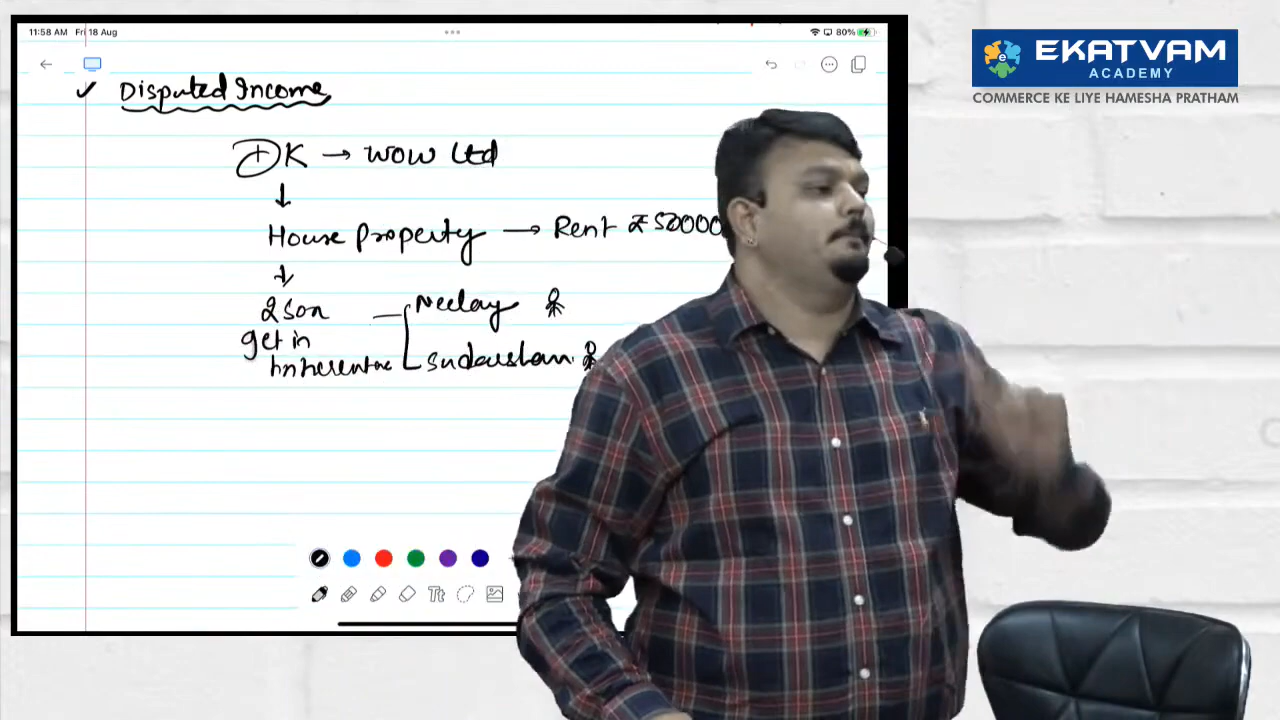 11:58 AM Fri 18 Aug
80%
EKATVAM
ACADEMY
COMMERCE KE LIYE HAMESHA PRATHAM
✓ Disputed Income
DK → WOW Ltd
↓
House Property → Rent ₹ 50000
↓
2 son
get in
Neelay
Sudarshan
Tt